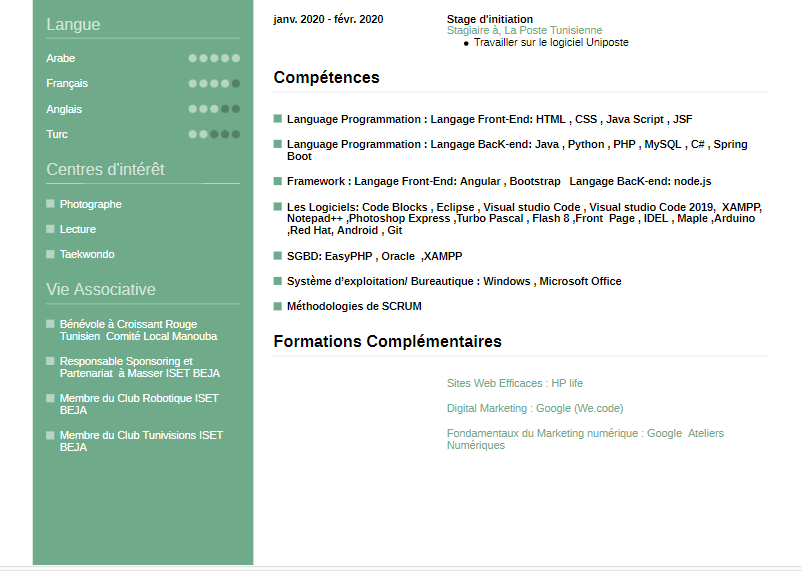 Langue
Arabe
Français
Anglais
Turc
Centres d'intérêt
Photographe
Lecture
Taekwondo
Vie Associative
Bénévole à Croissant Rouge
Tunisien Comité Local Manouba
Responsable Sponsoring et
Partenariat à Masser ISET BEJA
Membre du Club Robotique ISET
BEJA
Membre du Club Tunivisions ISET
BEJA
janv. 2020 - févr. 2020
Stage d'initiation
Stagiaire à, La Poste Tunisienne
Travailler sur le logiciel Uniposte
Compétences
Language Programmation : Langage Front-End: HTML , CSS , Java Script , JSF
Language Programmation : Langage BacK-end: Java , Python , PHP , MySQL , C# , Spring
Boot
Framework : Langage Front-End: Angular , Bootstrap Langage BacK-end: node.js
Les Logiciels: Code Blocks , Eclipse , Visual studio Code , Visual studio Code 2019, XAMPP,
Notepad++ ,Photoshop Express ,Turbo Pascal , Flash 8 ,Front Page , IDEL , Maple ,Arduino
,Red Hat, Android , Git
SGBD: EasyPHP , Oracle ,XAMPP
Système d'exploitation/ Bureautique : Windows , Microsoft Office
Méthodologies de SCRUM
Formations Complémentaires
Sites Web Efficaces : HP life
Digital Marketing : Google (We.code)
Fondamentaux du Marketing numérique : Google Ateliers
Numériques